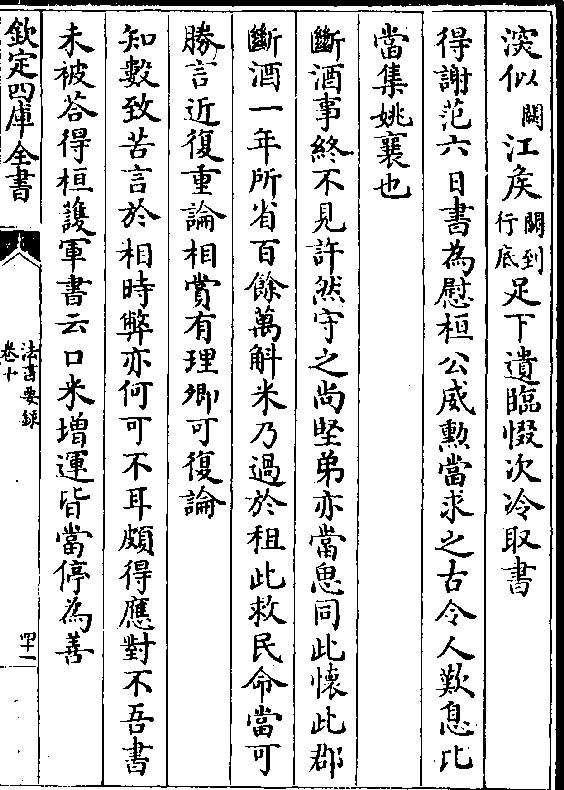 淡似闕江矦闕到行底足下遺臨惙次冷取書
得謝范六日書為慰桓公威勲當求之古令人歎息比
當集姚襄也
斷酒事終不見許然守之尚堅弟亦當思同此懷此郡
斷酒一年所省百餘萬斛米乃過於租此救民命當可
勝言近復重論相賞有理卿可復論
知數致苦言於相時弊亦何可不耳頗得應對不吾書
未被荅得桓護軍書云口米增運皆當停為善
欽定四庫全書
法書要録
卷十
四十一